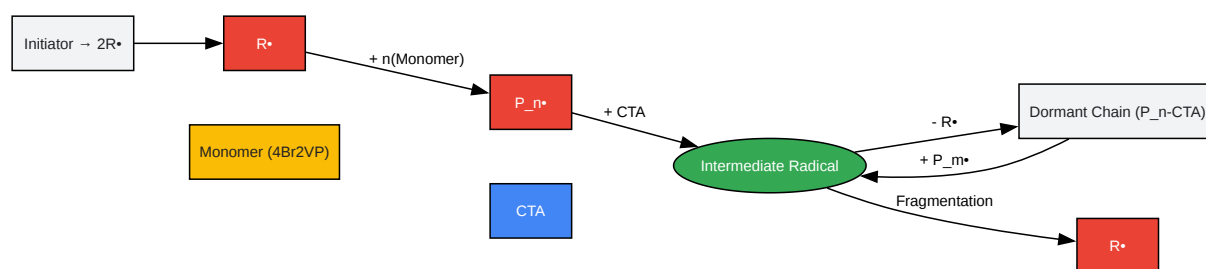 Initiator → 2R•
R•
+ n(Monomer)
P_n•
+ CTA
Monomer (4Br2VP)
CTA
Intermediate Radical
- R•
+ P_m•
Dormant Chain (P_n-CTA)
Fragmentation
R•